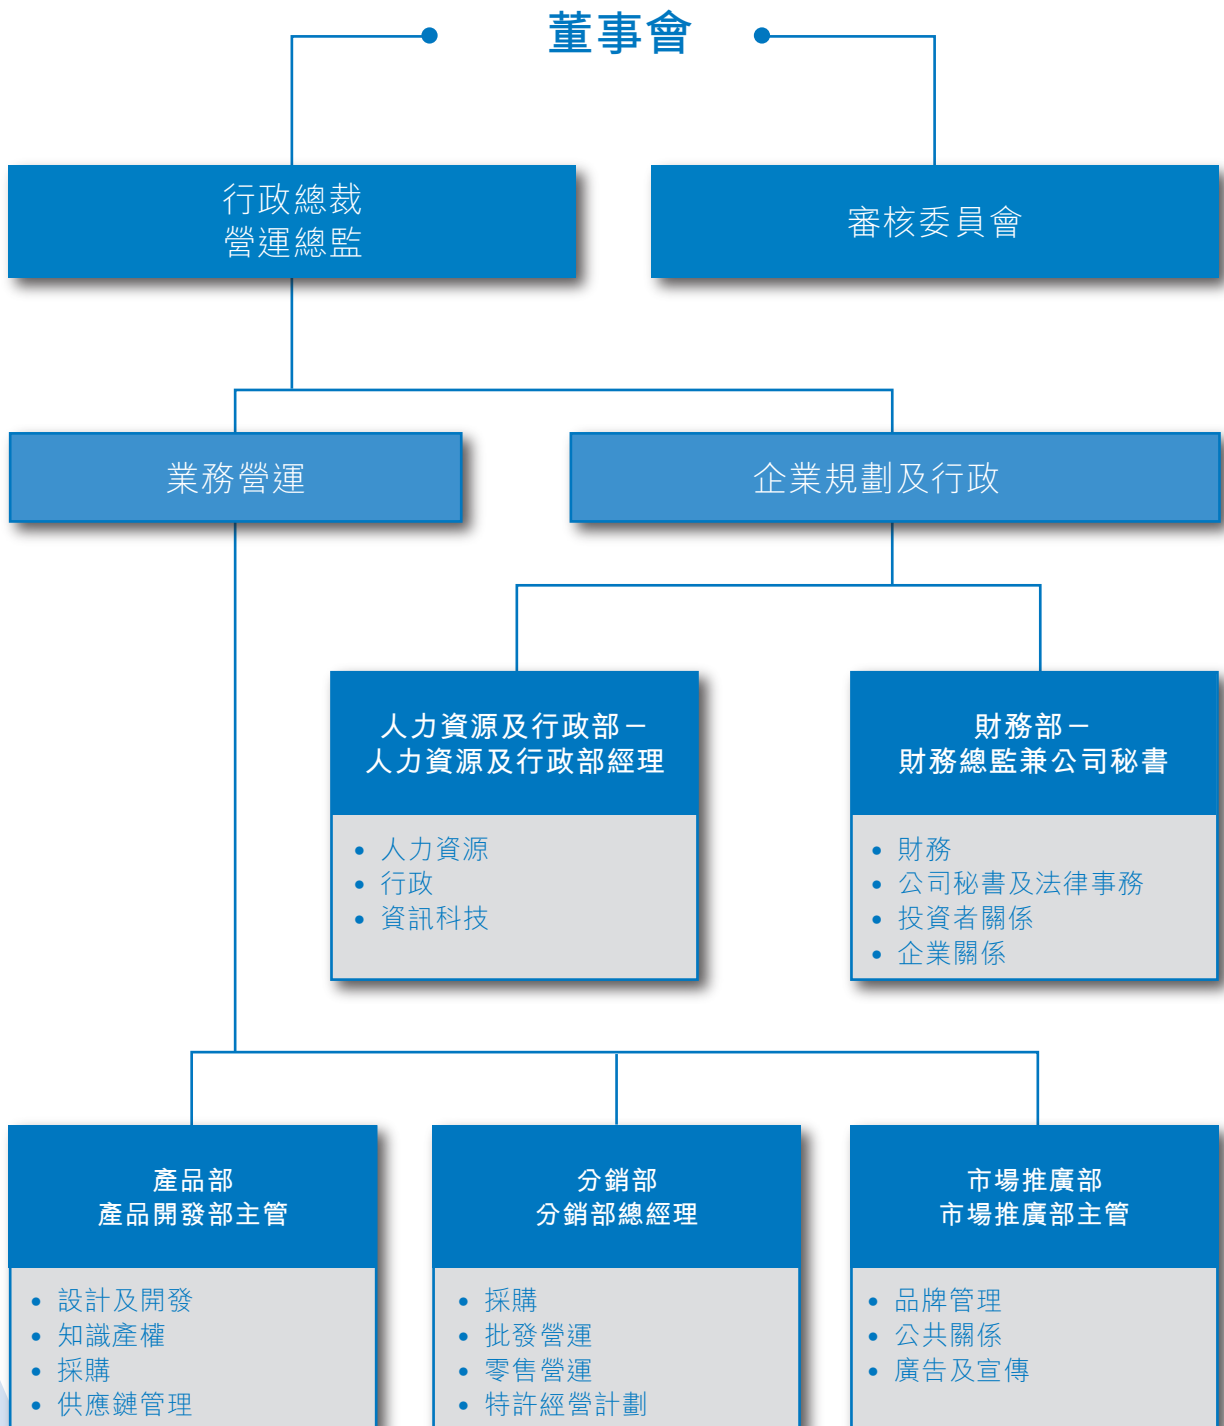 董事會
行政總裁
營運總監
審核委員會
業務營運
企業規劃及行政
人力資源及行政部－
人力資源及行政部經理
• 人力資源
• 行政
• 資訊科技
財務部－
財務總監兼公司秘書
• 財務
• 公司秘書及法律事務
• 投資者關係
• 企業關係
產品部
產品開發部主管
• 設計及開發
• 知識產權
• 採購
• 供應鏈管理
分銷部
分銷部總經理
• 採購
• 批發營運
• 零售營運
• 特許經營計劃
市場推廣部
市場推廣部主管
• 品牌管理
• 公共關係
• 廣告及宣傳